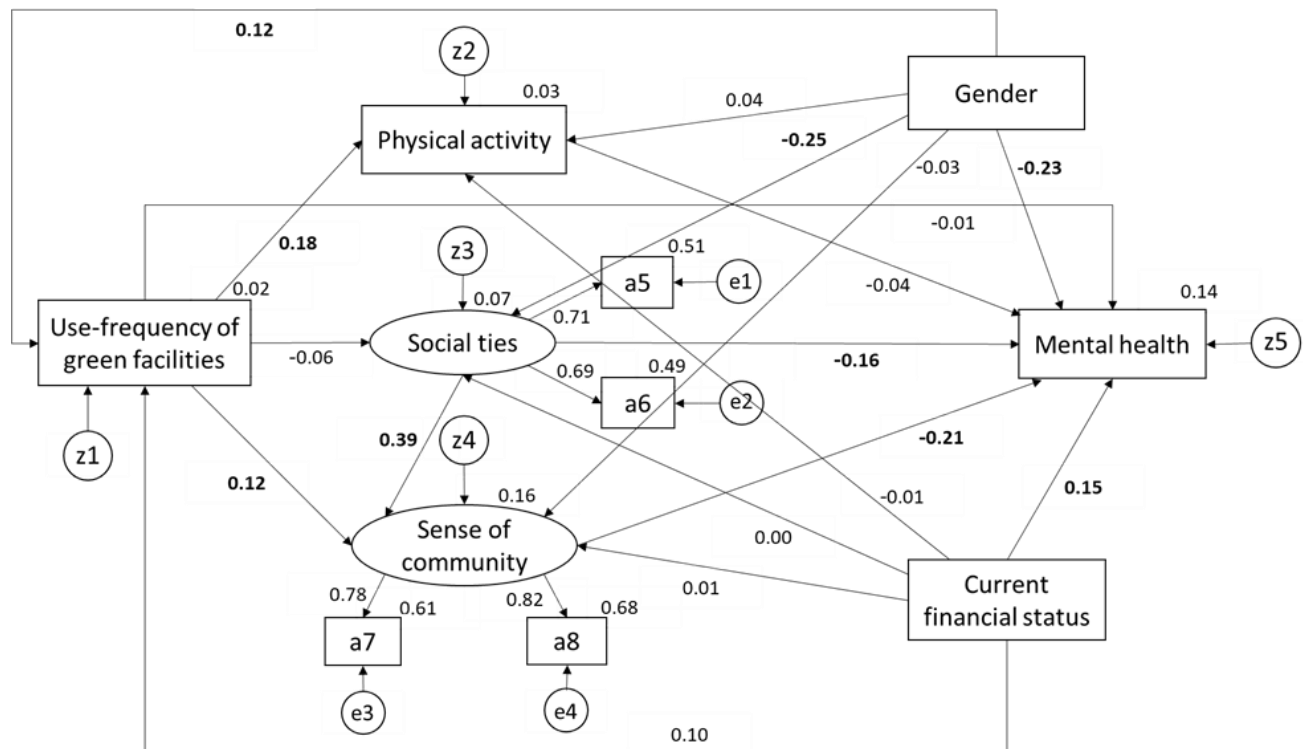 0.12
z2
0.03
Physical activity
0.04
-0.25
Gender
-0.03
-0.23
0.18
-0.01
z3
0.51
a5
e1
0.02
0.07
0.71
-0.04
0.14
Use-frequency of
green facilities
-0.06
Social ties
-0.16
Mental health
z5
0.69
0.49
a6
e2
z1
0.39
z4
-0.21
0.12
0.16
-0.01
0.15
Sense of
community
0.00
0.01
Current
financial status
0.78
0.61
0.82
0.68
a7
a8
e3
e4
0.10